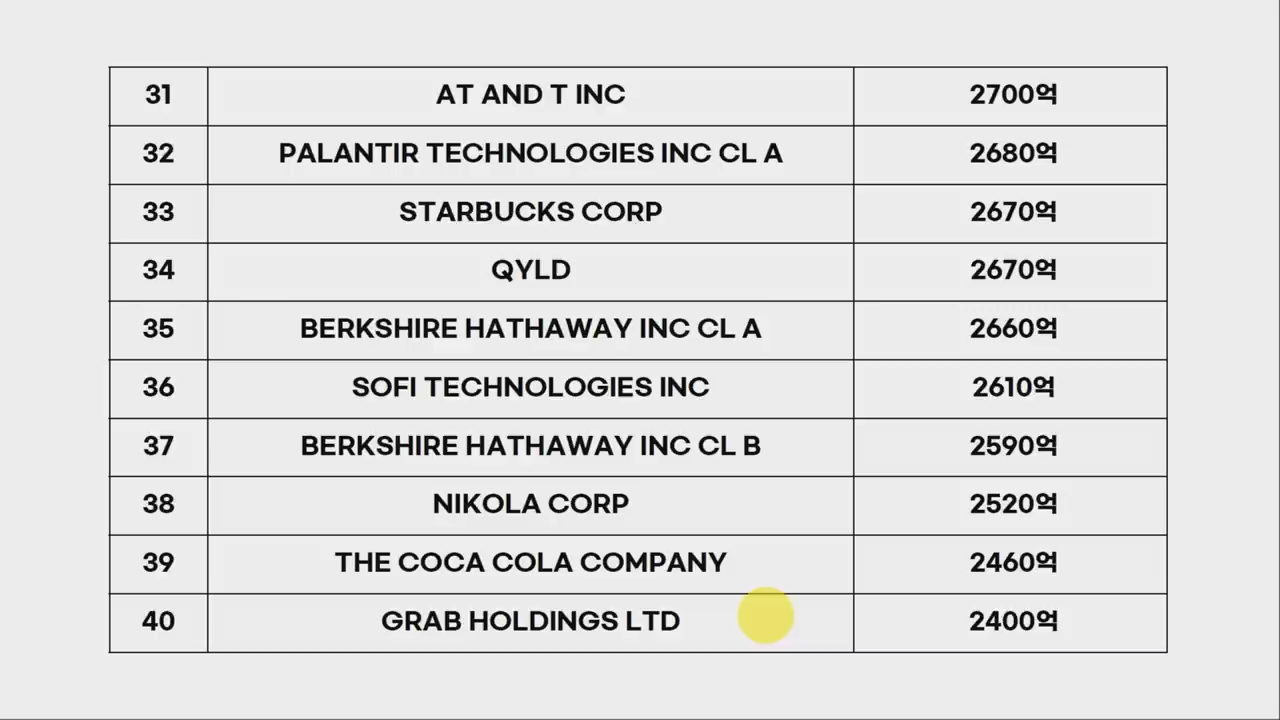 31 AT AND T INC 2700억
32 PALANTIR TECHNOLOGIES INC CL A 2680억
33 STARBUCKS CORP 2670억
34 QYLD 2670억
35 BERKSHIRE HATHAWAY INC CL A 2660억
36 SOFI TECHNOLOGIES INC 2610억
37 BERKSHIRE HATHAWAY INC CL B 2590억
38 NIKOLA CORP 2520억
39 THE COCA COLA COMPANY 2460억
40 GRAB HOLDINGS LTD 2400억